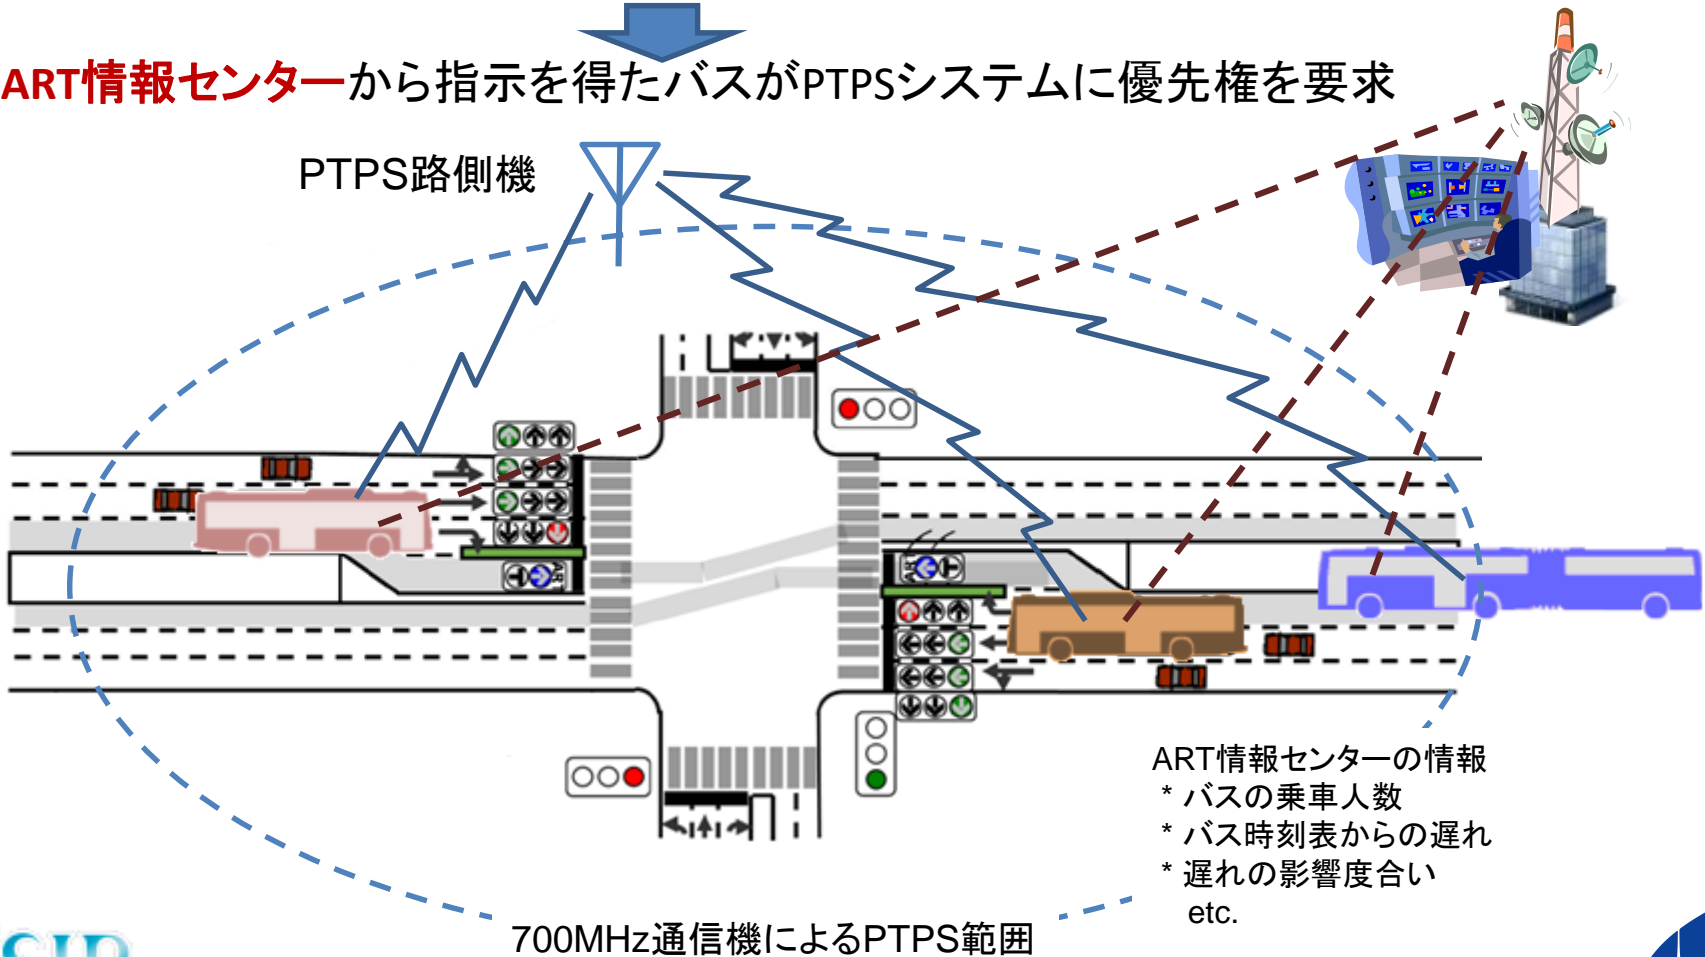 ART情報センターから指示を得たバスがPTPSシステムに優先権を要求
PTPS路側機
ART
ART情報センターの情報
* バスの乗車人数
* バス時刻表からの遅れ
* 遅れの影響度合い
etc.
700MHz通信機によるPTPS範囲